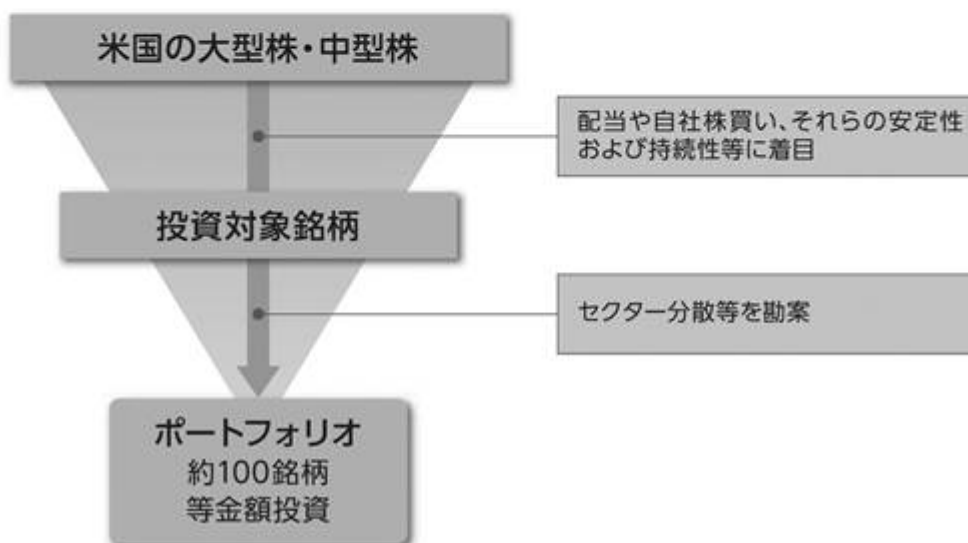 米国の大型株・中型株
配当や自社株買い、それらの安定性
および持続性等に着目
投資対象銘柄
セクター分散等を勘案
ポートフォリオ
約100銘柄
等金額投資